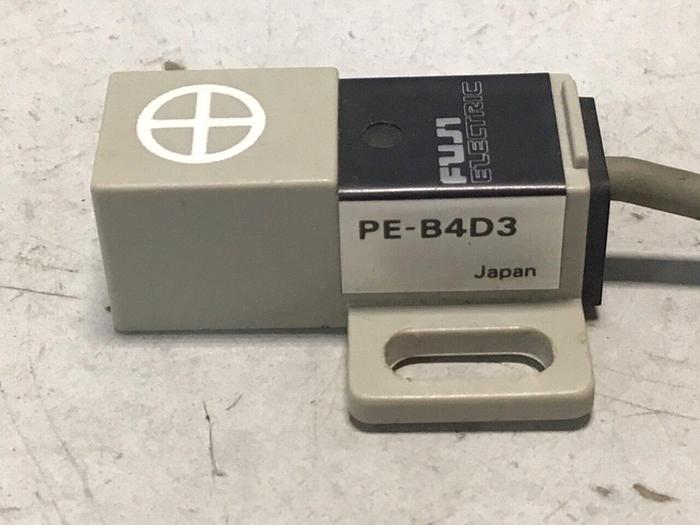 FUJI
ELECTRIC
PE-B4D3
Japan